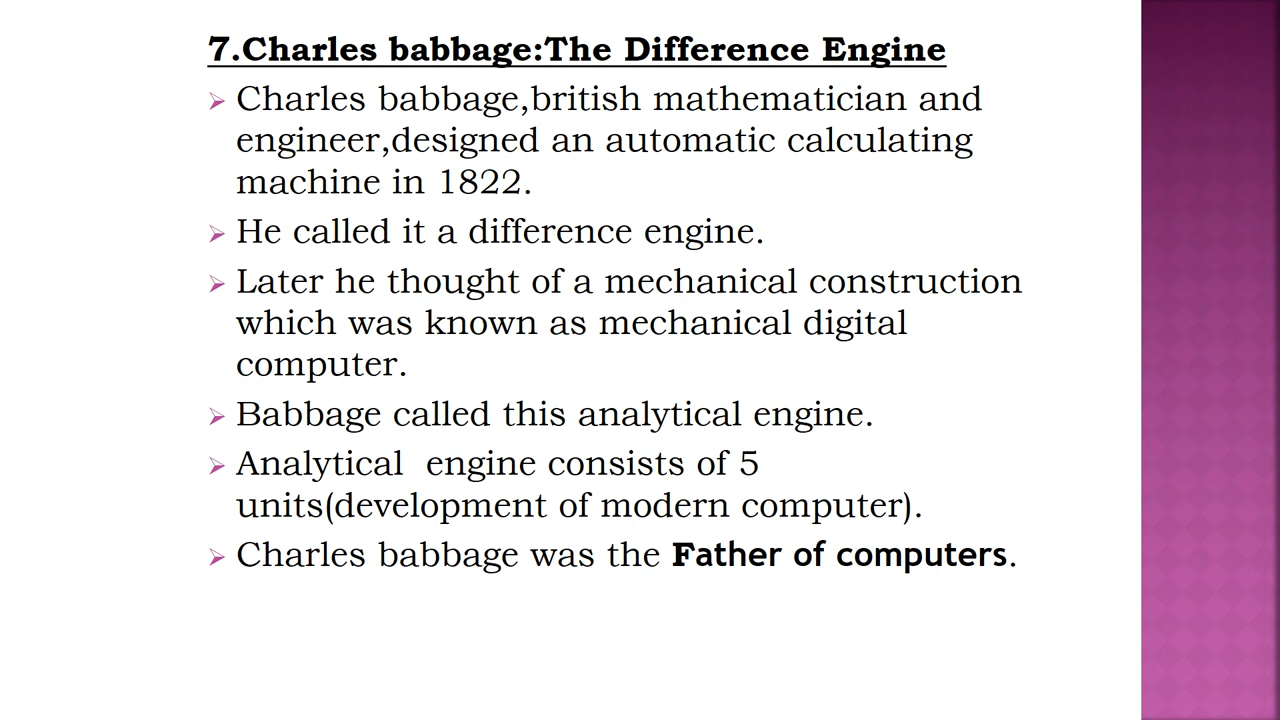 7.Charles babbage:The Difference Engine
Charles babbage,british mathematician and
engineer,designed an automatic calculating
machine in 1822.
He called it a difference engine.
Later he thought of a mechanical construction
which was known as mechanical digital
computer.
Babbage called this analytical engine.
Analytical  engine consists of 5
units(development of modern computer).
Charles babbage was the Father of computers.